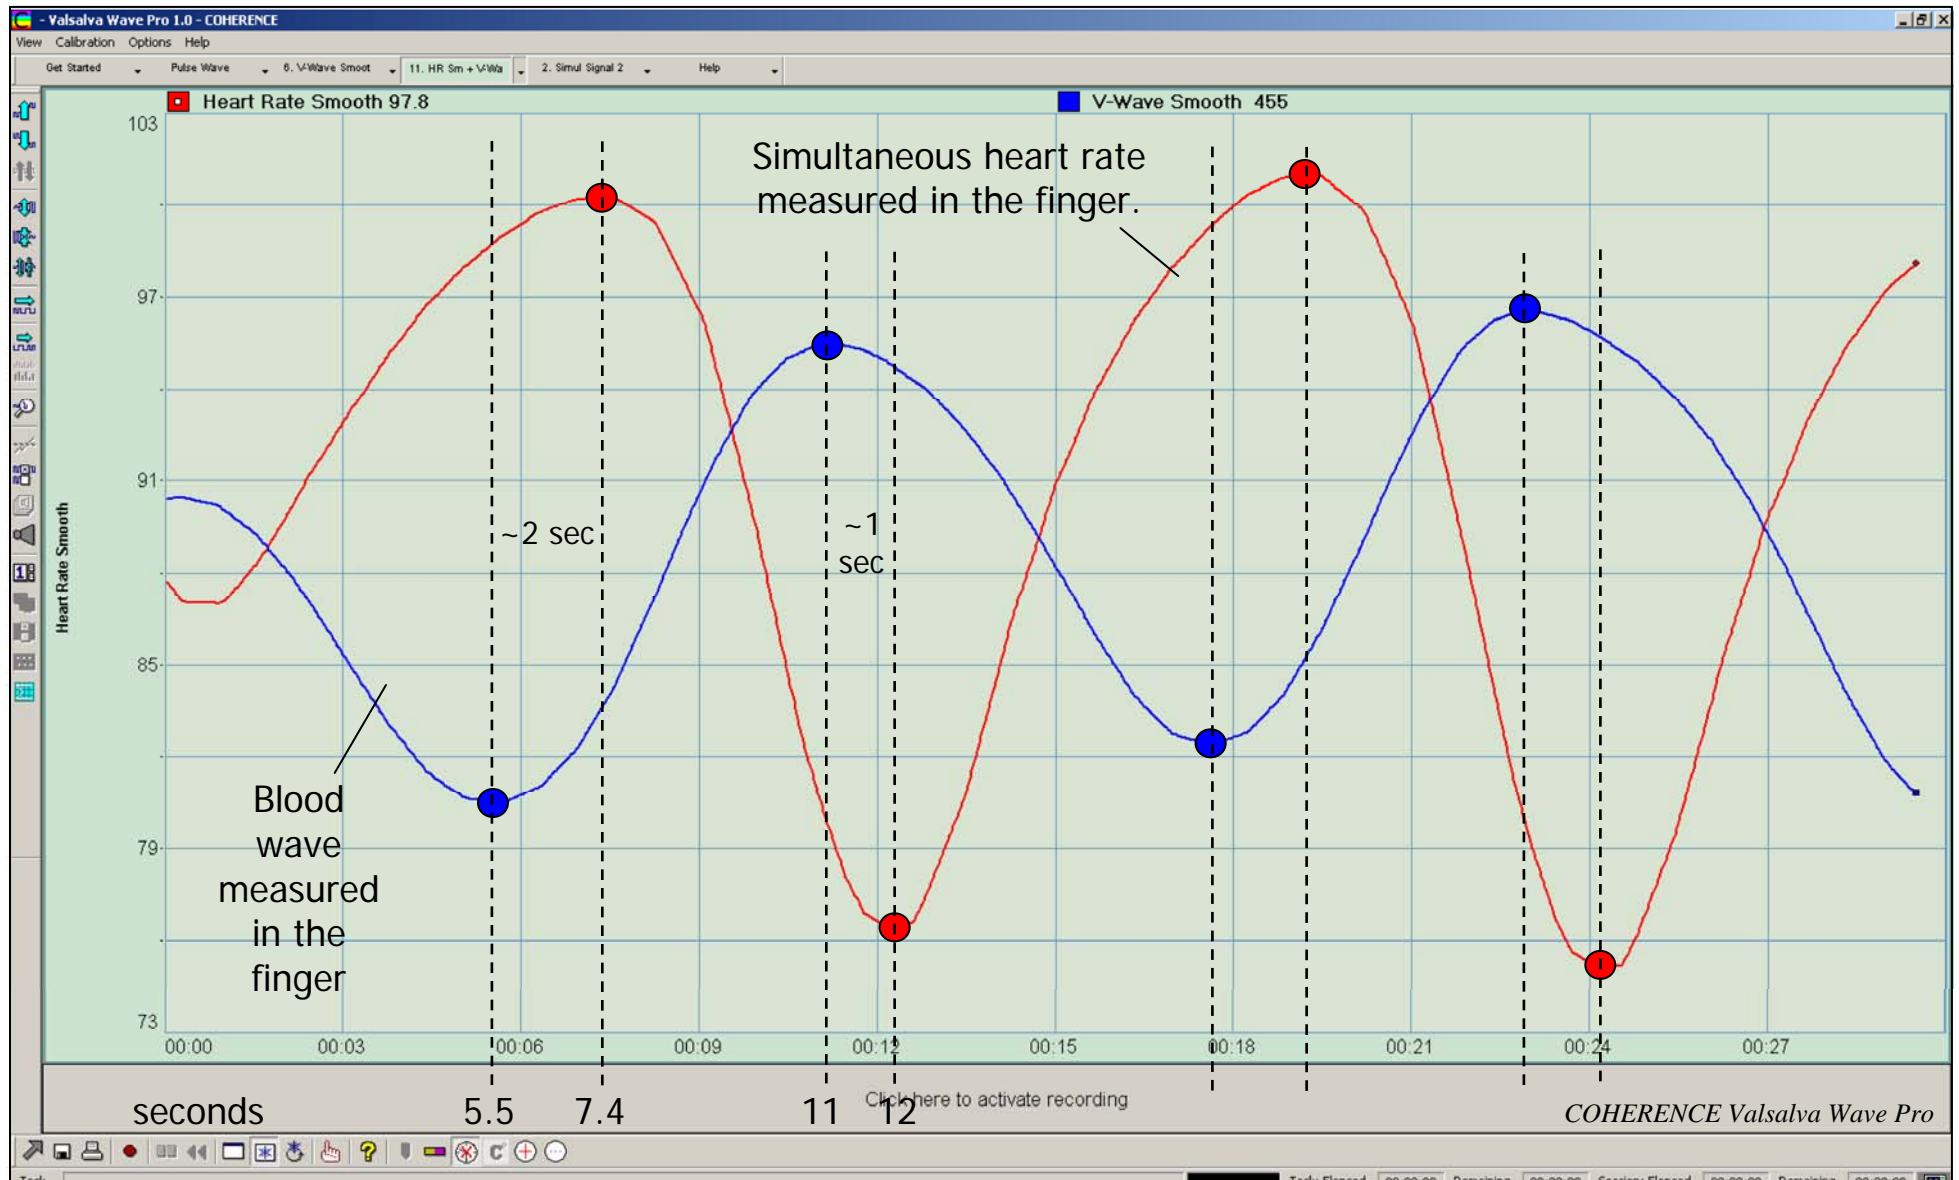 - Valsalva Wave Pro 1.0 - COHERENCE
View Calibration Options Help
Get Started Pulse Wave 6. V-Wave Smoot 11. HR Sm + V-Wa 2. Simul Signal 2 Help
Heart Rate Smooth 97.8 V-Wave Smooth 455
103
97
91
85
79
73
Heart Rate Smooth
Simultaneous heart rate
measured in the finger.
~2 sec
~1
sec
Blood
wave
measured
in the
finger
00:00 00:03 00:06 00:09 00:12 00:15 00:18 00:21 00:24 00:27
Click here to activate recording
seconds 5.5 7.4 11 12
COHERENCE Valsalva Wave Pro